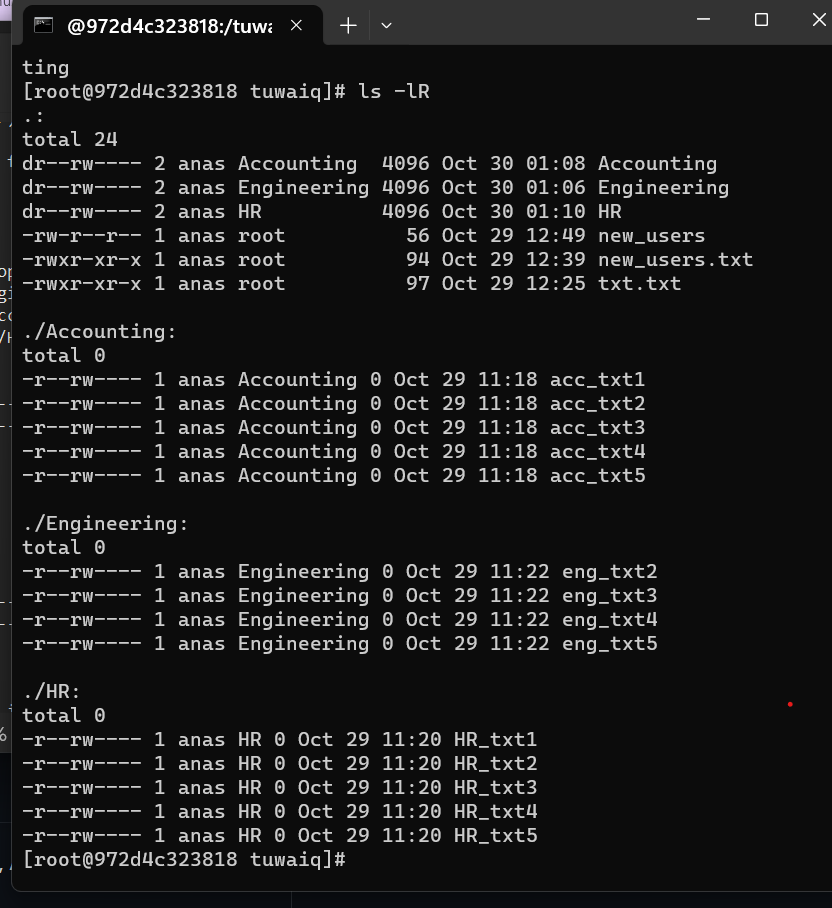 @972d4c323818:/tuwa
ting
[root@972d4c323818 tuwaiq]# ls -lR
.:
total 24
dr--rw---- 2 anas Accounting  4096 Oct 30 01:08 Accounting
dr--rw---- 2 anas Engineering 4096 Oct 30 01:06 Engineering
dr--rw---- 2 anas HR          4096 Oct 30 01:10 HR
-rw-r--r-- 1 anas root          56 Oct 29 12:49 new_users
-rwxr-xr-x 1 anas root          94 Oct 29 12:39 new_users.txt
-rwxr-xr-x 1 anas root          97 Oct 29 12:25 txt.txt

./Accounting:
total 0
-r--rw---- 1 anas Accounting 0 Oct 29 11:18 acc_txt1
-r--rw---- 1 anas Accounting 0 Oct 29 11:18 acc_txt2
-r--rw---- 1 anas Accounting 0 Oct 29 11:18 acc_txt3
-r--rw---- 1 anas Accounting 0 Oct 29 11:18 acc_txt4
-r--rw---- 1 anas Accounting 0 Oct 29 11:18 acc_txt5

./Engineering:
total 0
-r--rw---- 1 anas Engineering 0 Oct 29 11:22 eng_txt2
-r--rw---- 1 anas Engineering 0 Oct 29 11:22 eng_txt3
-r--rw---- 1 anas Engineering 0 Oct 29 11:22 eng_txt4
-r--rw---- 1 anas Engineering 0 Oct 29 11:22 eng_txt5

./HR:
total 0
-r--rw---- 1 anas HR 0 Oct 29 11:20 HR_txt1
-r--rw---- 1 anas HR 0 Oct 29 11:20 HR_txt2
-r--rw---- 1 anas HR 0 Oct 29 11:20 HR_txt3
-r--rw---- 1 anas HR 0 Oct 29 11:20 HR_txt4
-r--rw---- 1 anas HR 0 Oct 29 11:20 HR_txt5
[root@972d4c323818 tuwaiq]#